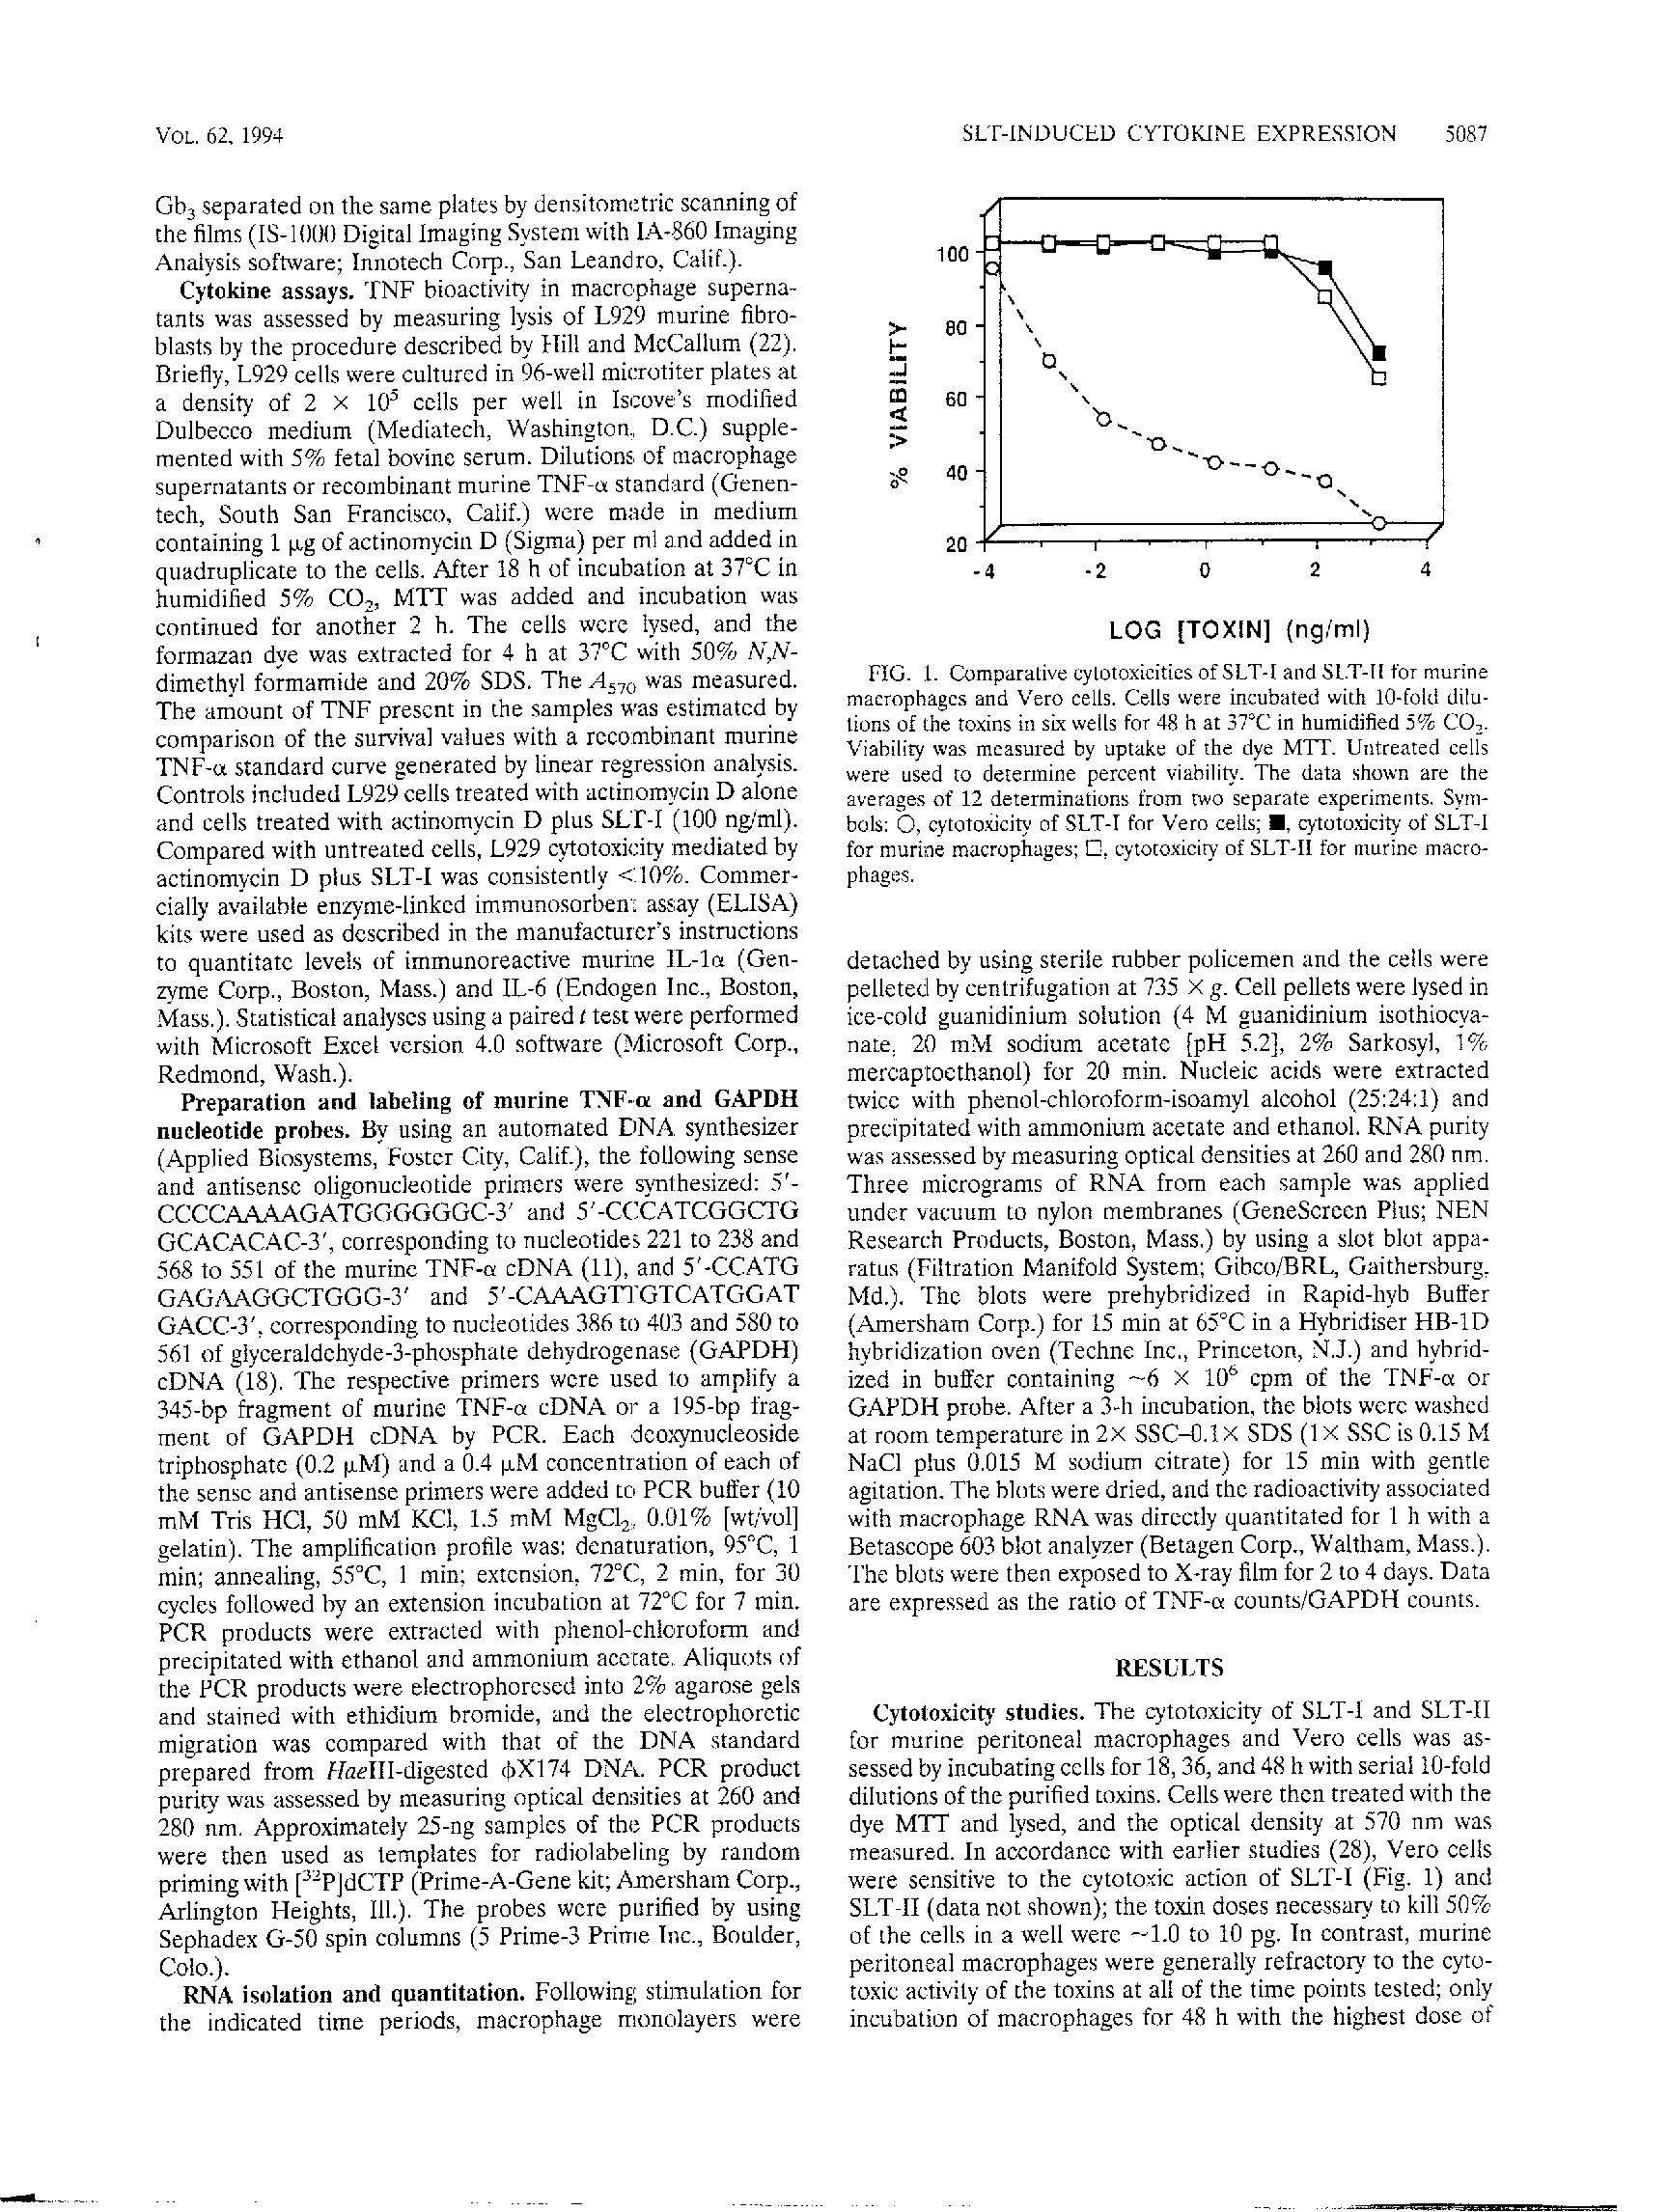 VOL. 62, 1994
SLT-INDUCED CYTOKINE EXPRESSION 5087
Gb3 separated on the same plates by densitometric scanning of
the films (IS-1000 Digital Imaging System with IA-860 Imaging
Analysis software; Innotech Corp., San Leandro, Calif.).
Cytokine assays. TNF bioactivity in macrophage superna-
tants was assessed by measuring lysis of L929 murine fibro-
blasts by the procedure described by Hill and McCallum (22).
Briefly, L929 cells were cultured in 96-well microtiter plates at
a density of 2 × 10⁵ cells per well in Iscove's modified
Dulbecco medium (Mediatech, Washington, D.C.) supple-
mented with 5% fetal bovine serum. Dilutions of macrophage
supernatants or recombinant murine TNF-α standard (Genen-
tech, South San Francisco, Calif.) were made in medium
containing 1 μg of actinomycin D (Sigma) per ml and added in
quadruplicate to the cells. After 18 h of incubation at 37°C in
humidified 5% CO₂, MTT was added and incubation was
continued for another 2 h. The cells were lysed, and the
formazan dye was extracted for 4 h at 37°C with 50% N,N-
dimethyl formamide and 20% SDS. The A₅₇₀ was measured.
The amount of TNF present in the samples was estimated by
comparison of the survival values with a recombinant murine
TNF-α standard curve generated by linear regression analysis.
Controls included L929 cells treated with actinomycin D alone
and cells treated with actinomycin D plus SLT-I (100 ng/ml).
Compared with untreated cells, L929 cytotoxicity mediated by
actinomycin D plus SLT-I was consistently <10%. Commer-
cially available enzyme-linked immunosorbent assay (ELISA)
kits were used as described in the manufacturer's instructions
to quantitate levels of immunoreactive murine IL-1α (Gen-
zyme Corp., Boston, Mass.) and IL-6 (Endogen Inc., Boston,
Mass.). Statistical analyses using a paired t test were performed
with Microsoft Excel version 4.0 software (Microsoft Corp.,
Redmond, Wash.).
Preparation and labeling of murine TNF-α and GAPDH
nucleotide probes. By using an automated DNA synthesizer
(Applied Biosystems, Foster City, Calif.), the following sense
and antisense oligonucleotide primers were synthesized: 5'-
CCCCAAAAGATGGGGGGC-3' and 5'-CCCATCGGCTG
GCACACAC-3', corresponding to nucleotides 221 to 238 and
568 to 551 of the murine TNF-α cDNA (11), and 5'-CCATG
GAGAAGGCTGGG-3' and 5'-CAAAGTTGTCATGGAT
GACC-3', corresponding to nucleotides 386 to 403 and 580 to
561 of glyceraldehyde-3-phosphate dehydrogenase (GAPDH)
cDNA (18). The respective primers were used to amplify a
345-bp fragment of murine TNF-α cDNA or a 195-bp frag-
ment of GAPDH cDNA by PCR. Each deoxynucleoside
triphosphate (0.2 μM) and a 0.4 μM concentration of each of
the sense and antisense primers were added to PCR buffer (10
mM Tris HCl, 50 mM KCl, 1.5 mM MgCl₂, 0.01% [wt/vol]
gelatin). The amplification profile was: denaturation, 95°C, 1
min; annealing, 55°C, 1 min; extension, 72°C, 2 min, for 30
cycles followed by an extension incubation at 72°C for 7 min.
PCR products were extracted with phenol-chloroform and
precipitated with ethanol and ammonium acetate. Aliquots of
the PCR products were electrophoresed into 2% agarose gels
and stained with ethidium bromide, and the electrophoretic
migration was compared with that of the DNA standard
prepared from HaeIII-digested φX174 DNA. PCR product
purity was assessed by measuring optical densities at 260 and
280 nm. Approximately 25-ng samples of the PCR products
were then used as templates for radiolabeling by random
priming with [³²P]dCTP (Prime-A-Gene kit; Amersham Corp.,
Arlington Heights, Ill.). The probes were purified by using
Sephadex G-50 spin columns (5 Prime-3 Prime Inc., Boulder,
Colo.).
RNA isolation and quantitation. Following stimulation for
the indicated time periods, macrophage monolayers were
% VIABILITY
100
80
60
40
20
-4 -2 0 2 4
LOG [TOXIN] (ng/ml)
FIG. 1. Comparative cytotoxicities of SLT-I and SLT-II for murine
macrophages and Vero cells. Cells were incubated with 10-fold dilu-
tions of the toxins in six wells for 48 h at 37°C in humidified 5% CO₂.
Viability was measured by uptake of the dye MTT. Untreated cells
were used to determine percent viability. The data shown are the
averages of 12 determinations from two separate experiments. Sym-
bols: ○, cytotoxicity of SLT-I for Vero cells; ■, cytotoxicity of SLT-I
for murine macrophages; □, cytotoxicity of SLT-II for murine macro-
phages.
detached by using sterile rubber policemen and the cells were
pelleted by centrifugation at 735 × g. Cell pellets were lysed in
ice-cold guanidinium solution (4 M guanidinium isothiocya-
nate, 20 mM sodium acetate [pH 5.2], 2% Sarkosyl, 1%
mercaptoethanol) for 20 min. Nucleic acids were extracted
twice with phenol-chloroform-isoamyl alcohol (25:24:1) and
precipitated with ammonium acetate and ethanol. RNA purity
was assessed by measuring optical densities at 260 and 280 nm.
Three micrograms of RNA from each sample was applied
under vacuum to nylon membranes (GeneScreen Plus; NEN
Research Products, Boston, Mass.) by using a slot blot appa-
ratus (Filtration Manifold System; Gibco/BRL, Gaithersburg,
Md.). The blots were prehybridized in Rapid-hyb Buffer
(Amersham Corp.) for 15 min at 65°C in a Hybridiser HB-1D
hybridization oven (Techne Inc., Princeton, N.J.) and hybrid-
ized in buffer containing ~6 × 10⁶ cpm of the TNF-α or
GAPDH probe. After a 3-h incubation, the blots were washed
at room temperature in 2× SSC–0.1× SDS (1× SSC is 0.15 M
NaCl plus 0.015 M sodium citrate) for 15 min with gentle
agitation. The blots were dried, and the radioactivity associated
with macrophage RNA was directly quantitated for 1 h with a
Betascope 603 blot analyzer (Betagen Corp., Waltham, Mass.).
The blots were then exposed to X-ray film for 2 to 4 days. Data
are expressed as the ratio of TNF-α counts/GAPDH counts.
RESULTS
Cytotoxicity studies. The cytotoxicity of SLT-I and SLT-II
for murine peritoneal macrophages and Vero cells was as-
sessed by incubating cells for 18, 36, and 48 h with serial 10-fold
dilutions of the purified toxins. Cells were then treated with the
dye MTT and lysed, and the optical density at 570 nm was
measured. In accordance with earlier studies (28), Vero cells
were sensitive to the cytotoxic action of SLT-I (Fig. 1) and
SLT-II (data not shown); the toxin doses necessary to kill 50%
of the cells in a well were ~1.0 to 10 pg. In contrast, murine
peritoneal macrophages were generally refractory to the cyto-
toxic activity of the toxins at all of the time points tested; only
incubation of macrophages for 48 h with the highest dose of